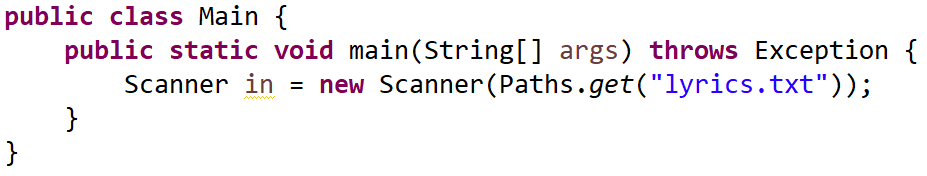 public class Main {
    public static void main(String[] args) throws Exception {
        Scanner in = new Scanner(Paths.get("lyrics.txt"));
    }
}